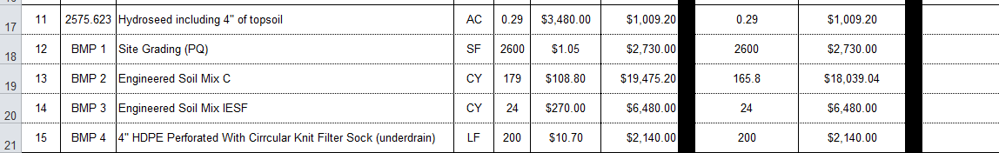 17 11 2575.623 Hydroseed including 4" of topsoil AC 0.29 $3,480.00 $1,009.20 0.29 $1,009.20
18 12 BMP 1 Site Grading (PQ) SF 2600 $1.05 $2,730.00 2600 $2,730.00
19 13 BMP 2 Engineered Soil Mix C CY 179 $108.80 $19,475.20 165.8 $18,039.04
20 14 BMP 3 Engineered Soil Mix IESF CY 24 $270.00 $6,480.00 24 $6,480.00
21 15 BMP 4 4" HDPE Perforated With Cirrcular Knit Filter Sock (underdrain) LF 200 $10.70 $2,140.00 200 $2,140.00